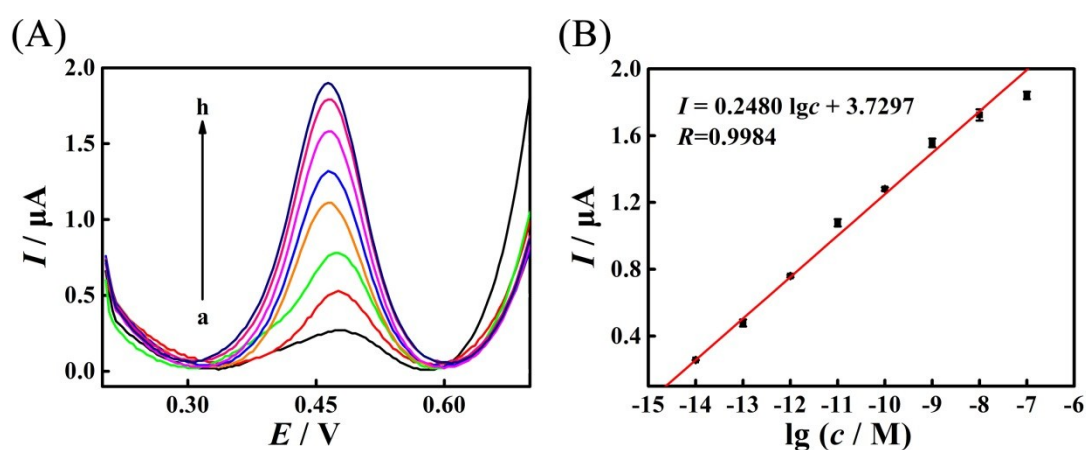 (A)
2.0
1.5
1.0
0.5
0.0
I / μA
h
a
0.30
0.45
0.60
E / V
(B)
2.0
1.6
1.2
0.8
0.4
I / μA
I = 0.2480 lgc + 3.7297
R=0.9984
-15
-14
-13
-12
-11
-10
-9
-8
-7
-6
lg (c / M)